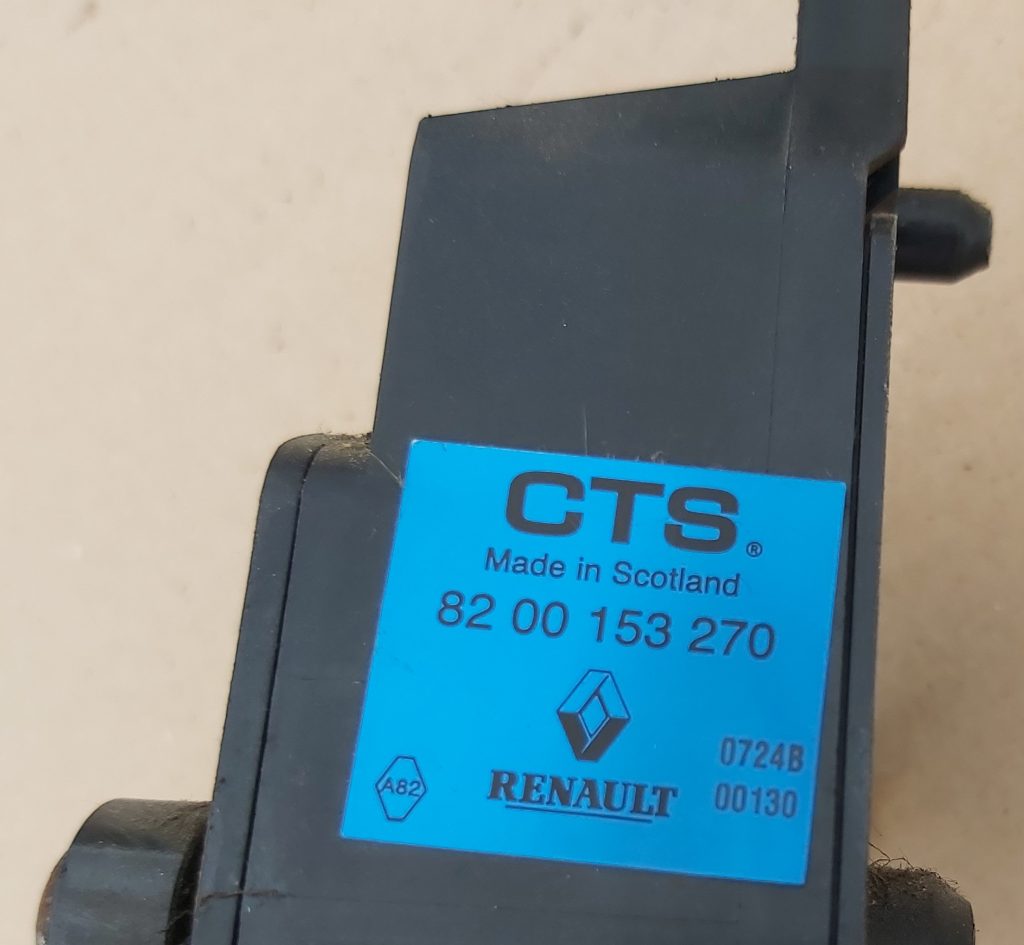 CTS®
Made in Scotland
82 00 153 270
0724B
A82 RENAULT 00130